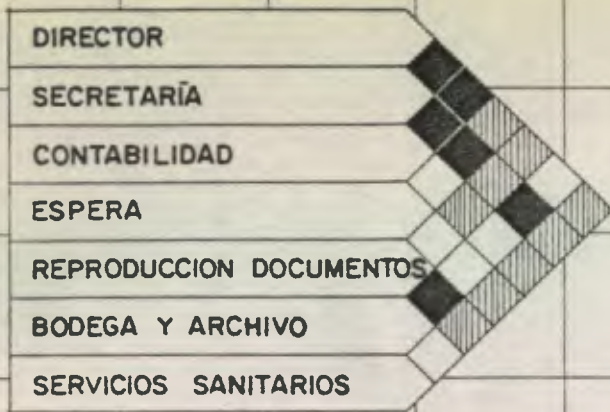 DIRECTOR
SECRETARÍA
CONTABILIDAD
ESPERA
REPRODUCCION DOCUMENTOS
BODEGA Y ARCHIVO
SERVICIOS SANITARIOS